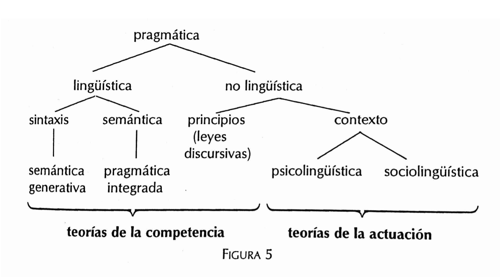 pragmática
lingüística no lingüística
sintaxis semántica principios contexto
(leyes
discursivas)
semántica pragmática psicolingüística sociolingüística
generativa integrada
teorías de la competencia teorías de la actuación
FIGURA 5